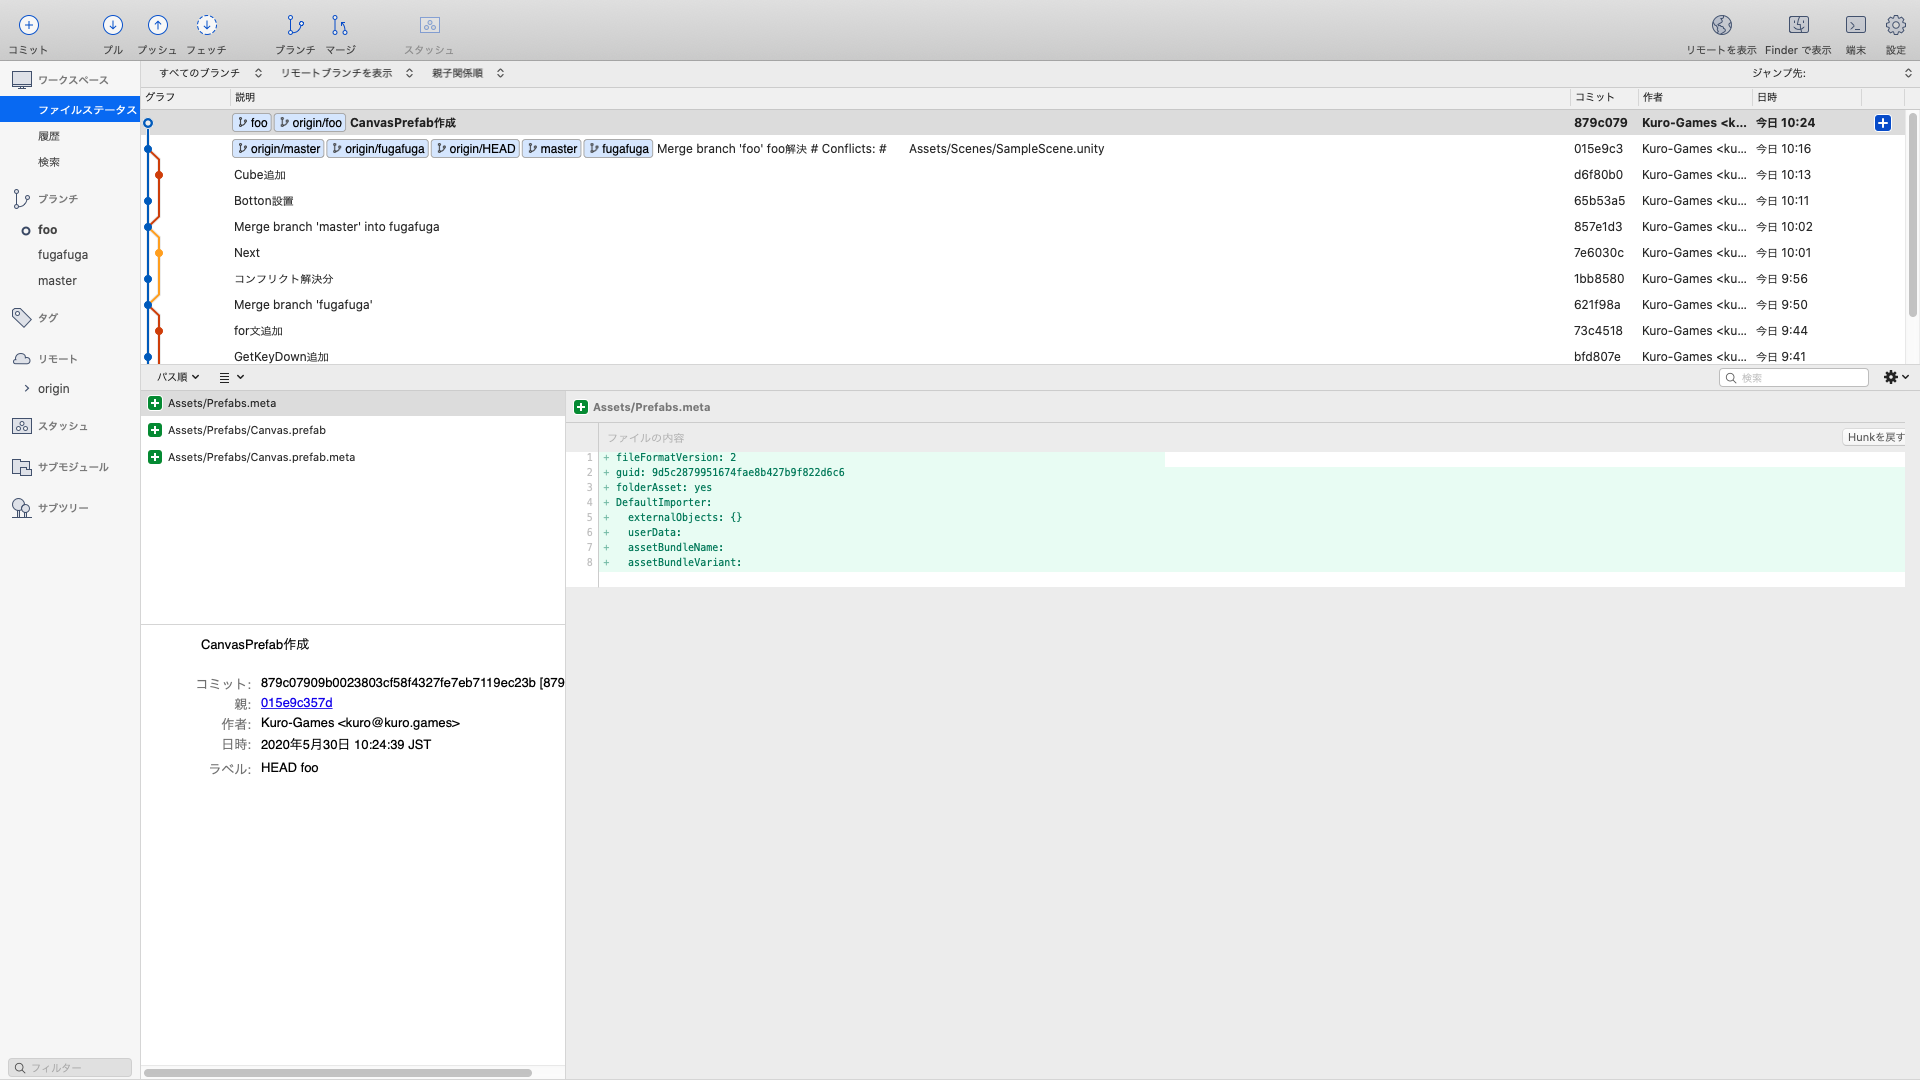 コミット プル プッシュ フェッチ ブランチ マージ スタッシュ リモートを表示 Finder で表示 端末 設定
ワークスペース
ファイルステータス
履歴
検索
ブランチ
foo
fugafuga
master
タグ
リモート
origin
スタッシュ
サブモジュール
サブツリー
フィルター
すべてのブランチ リモートブランチを表示 親子関係順 ジャンプ先:
グラフ 説明 コミット 作者 日時
foo origin/foo CanvasPrefab作成 879c079 Kuro-Games <k... 今日 10:24
origin/master origin/fugafuga origin/HEAD master fugafuga Merge branch 'foo' foo解決 # Conflicts: # Assets/Scenes/SampleScene.unity 015e9c3 Kuro-Games <ku... 今日 10:16
Cube追加 d6f80b0 Kuro-Games <ku... 今日 10:13
Botton設置 65b53a5 Kuro-Games <ku... 今日 10:11
Merge branch 'master' into fugafuga 857e1d3 Kuro-Games <ku... 今日 10:02
Next 7e6030c Kuro-Games <ku... 今日 10:01
コンフリクト解決分 1bb8580 Kuro-Games <ku... 今日 9:56
Merge branch 'fugafuga' 621f98a Kuro-Games <ku... 今日 9:50
for文追加 73c4518 Kuro-Games <ku... 今日 9:44
GetKeyDown追加 bfd807e Kuro-Games <ku... 今日 9:41
パス順 検索
Assets/Prefabs.meta
Assets/Prefabs/Canvas.prefab
Assets/Prefabs/Canvas.prefab.meta
CanvasPrefab作成
コミット: 879c07909b0023803cf58f4327fe7eb7119ec23b [879
親: 015e9c357d
作者: Kuro-Games <kuro@kuro.games>
日時: 2020年5月30日 10:24:39 JST
ラベル: HEAD foo
Assets/Prefabs.meta
ファイルの内容 Hunkを戻す
1 + fileFormatVersion: 2
2 + guid: 9d5c2879951674fae8b427b9f822d6c6
3 + folderAsset: yes
4 + DefaultImporter:
5 + externalObjects: {}
6 + userData:
7 + assetBundleName:
8 + assetBundleVariant: